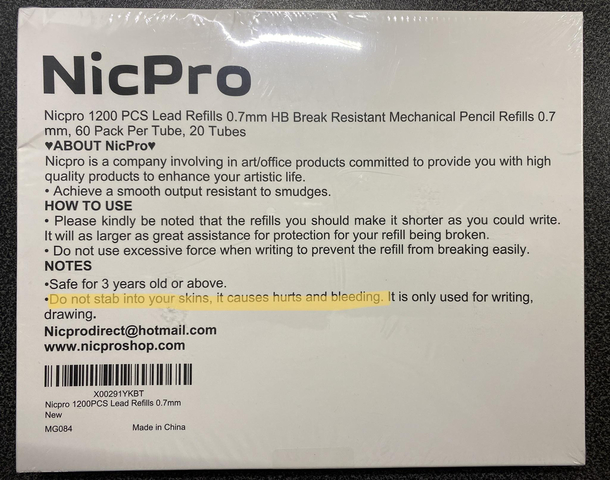 NicPro
Nicpro 1200 PCS Lead Refills 0.7mm HB Break Resistant Mechanical Pencil Refills 0.7
mm, 60 Pack Per Tube, 20 Tubes
♥ABOUT NicPro♥
Nicpro is a company involving in art/office products committed to provide you with high
quality products to enhance your artistic life.
• Achieve a smooth output resistant to smudges.
HOW TO USE
• Please kindly be noted that the refills you should make it shorter as you could write.
It will as larger as great assistance for protection for your refill being broken.
• Do not use excessive force when writing to prevent the refill from breaking easily.
NOTES
•Safe for 3 years old or above.
•Do not stab into your skins, it causes hurts and bleeding. It is only used for writing,
drawing.
Nicprodirect@hotmail.com
www.nicproshop.com
X00291YKBT
Nicpro 1200PCS Lead Refills 0.7mm
New
MG084 Made in China